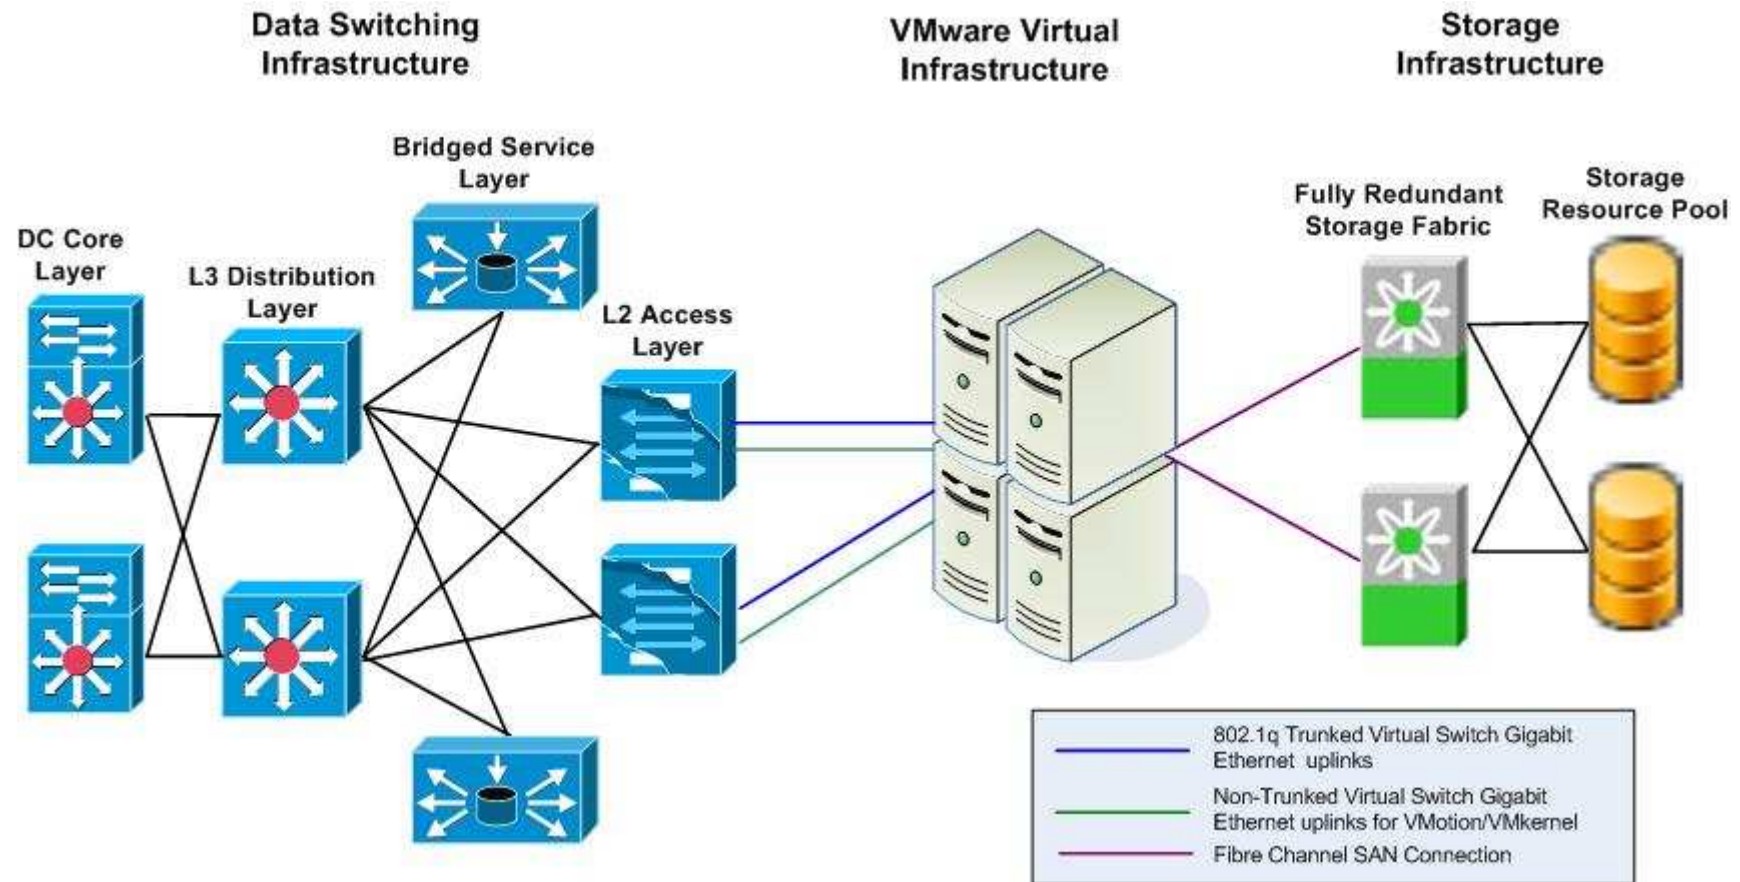 Data Switching
Infrastructure
VMware Virtual
Infrastructure
Storage
Infrastructure
Bridged Service
Layer
DC Core
Layer
L3 Distribution
Layer
L2 Access
Layer
Fully Redundant
Storage Fabric
Storage
Resource Pool
802.1q Trunked Virtual Switch Gigabit
Ethernet uplinks
Non-Trunked Virtual Switch Gigabit
Ethernet uplinks for VMotion/VMkernel
Fibre Channel SAN Connection